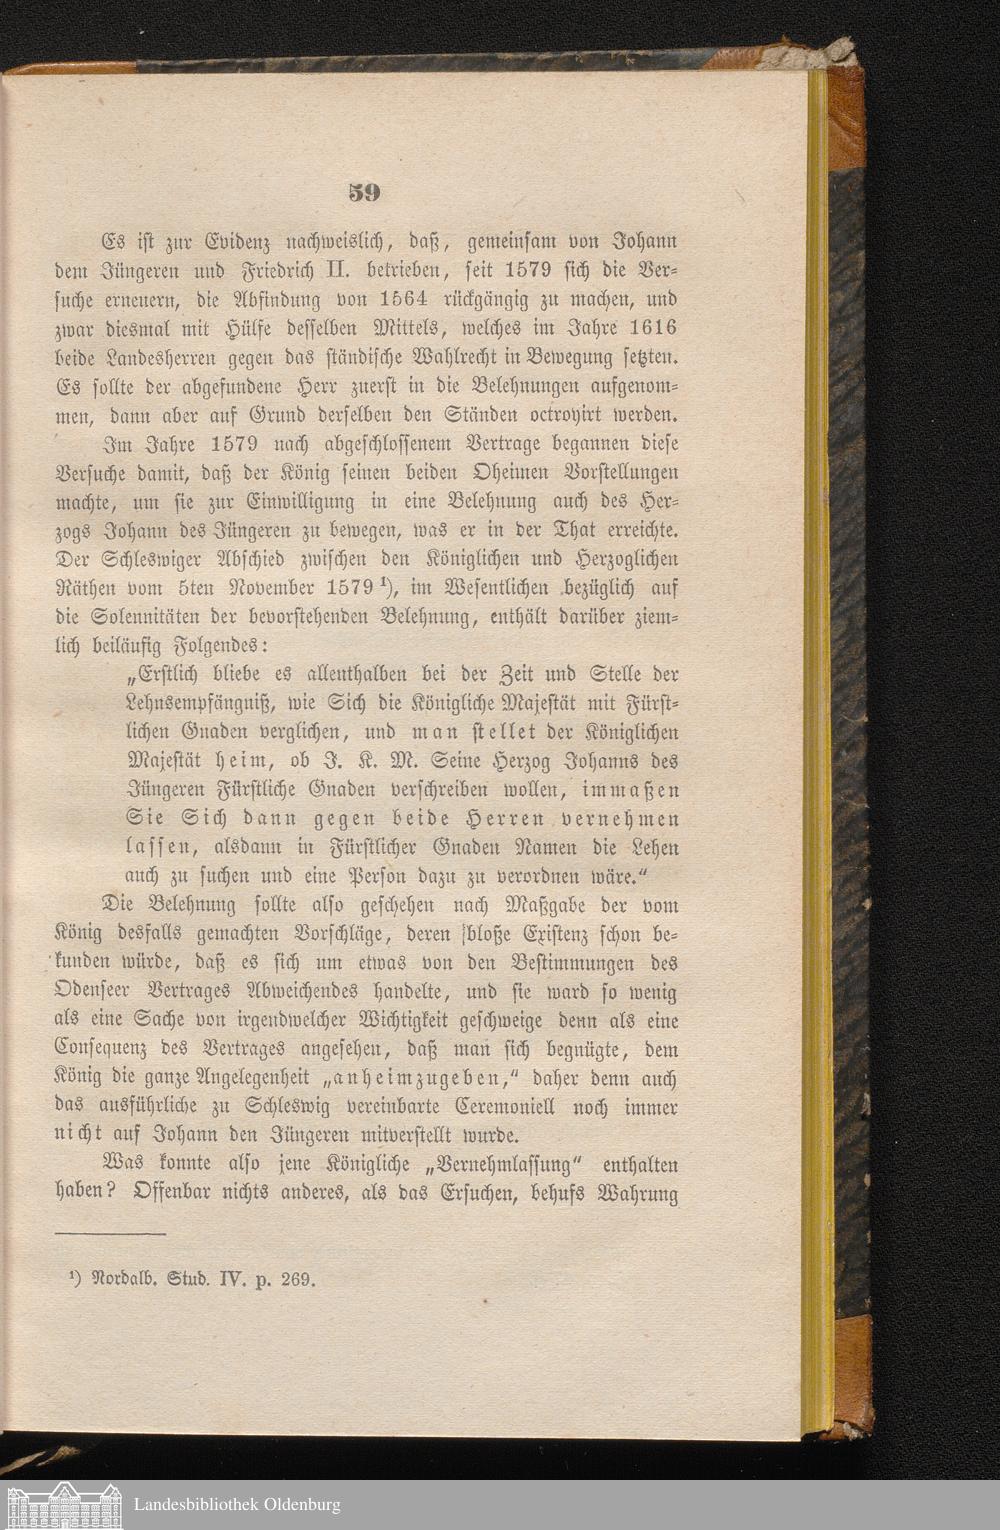 59
Es ist zur Evidenz nachweislich, daß, gemeinsam von Johann
dem Jüngeren und Friedrich II. betrieben, seit 1579 sich die Ver-
suche erneuern, die Abfindung von 1564 rückgängig zu machen, und
zwar diesmal mit Hülfe desselben Mittels, welches im Jahre 1616
beide Landesherren gegen das ständische Wahlrecht in Bewegung setzten.
Es sollte der abgefundene Herr zuerst in die Belehnungen aufgenom-
men, dann aber auf Grund derselben den Ständen octroyirt werden.
Im Jahre 1579 nach abgeschlossenem Vertrage begannen diese
Versuche damit, daß der König seinen beiden Oheimen Vorstellungen
machte, um sie zur Einwilligung in eine Belehnung auch des Her-
zogs Johann des Jüngeren zu bewegen, was er in der That erreichte.
Der Schleswiger Abschied zwischen den Königlichen und Herzoglichen
Räthen vom 5ten November 1579 ¹), im Wesentlichen bezüglich auf
die Solennitäten der bevorstehenden Belehnung, enthält darüber ziem-
lich beiläufig Folgendes:
„Erstlich bliebe es allenthalben bei der Zeit und Stelle der
Lehnsempfängniß, wie Sich die Königliche Majestät mit Fürst-
lichen Gnaden verglichen, und man stellet der Königlichen
Majestät heim, ob J. K. M. Seine Herzog Johanns des
Jüngeren Fürstliche Gnaden verschreiben wollen, immaßen
Sie Sich dann gegen beide Herren vernehmen
lassen, alsdann in Fürstlicher Gnaden Namen die Lehen
auch zu suchen und eine Person dazu zu verordnen wäre.“
Die Belehnung sollte also geschehen nach Maßgabe der vom
König desfalls gemachten Vorschläge, deren bloße Existenz schon be-
kunden würde, daß es sich um etwas von den Bestimmungen des
Odenseer Vertrages Abweichendes handelte, und sie ward so wenig
als eine Sache von irgendwelcher Wichtigkeit geschweige denn als eine
Consequenz des Vertrages angesehen, daß man sich begnügte, dem
König die ganze Angelegenheit „anheimzugeben,“ daher denn auch
das ausführliche zu Schleswig vereinbarte Ceremoniell noch immer
nicht auf Johann den Jüngeren mitverstellt wurde.
Was konnte also jene Königliche „Vernehmlassung“ enthalten
haben? Offenbar nichts anderes, als das Ersuchen, behufs Wahrung
¹) Nordalb. Stud. IV. p. 269.
Landesbibliothek Oldenburg